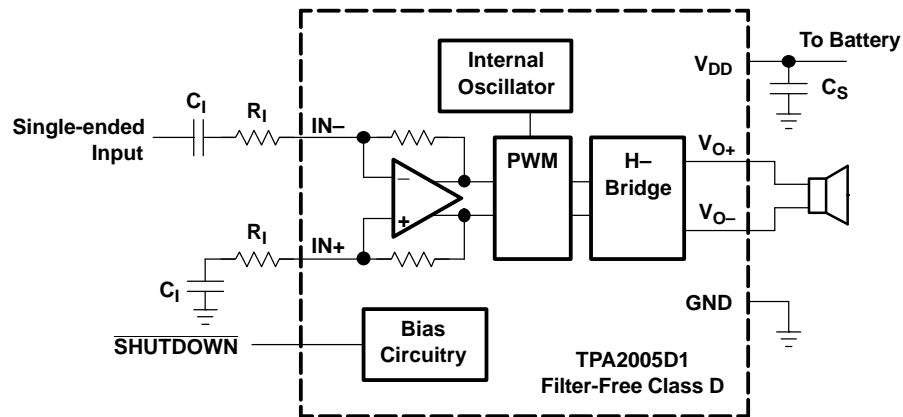 To Battery
Internal
Oscillator
VDD
CS
CI
RI
IN–
Single-ended
Input
PWM
H–
Bridge
VO+
–
+
VO–
RI
IN+
CI
GND
SHUTDOWN
Bias
Circuitry
TPA2005D1
Filter-Free Class D